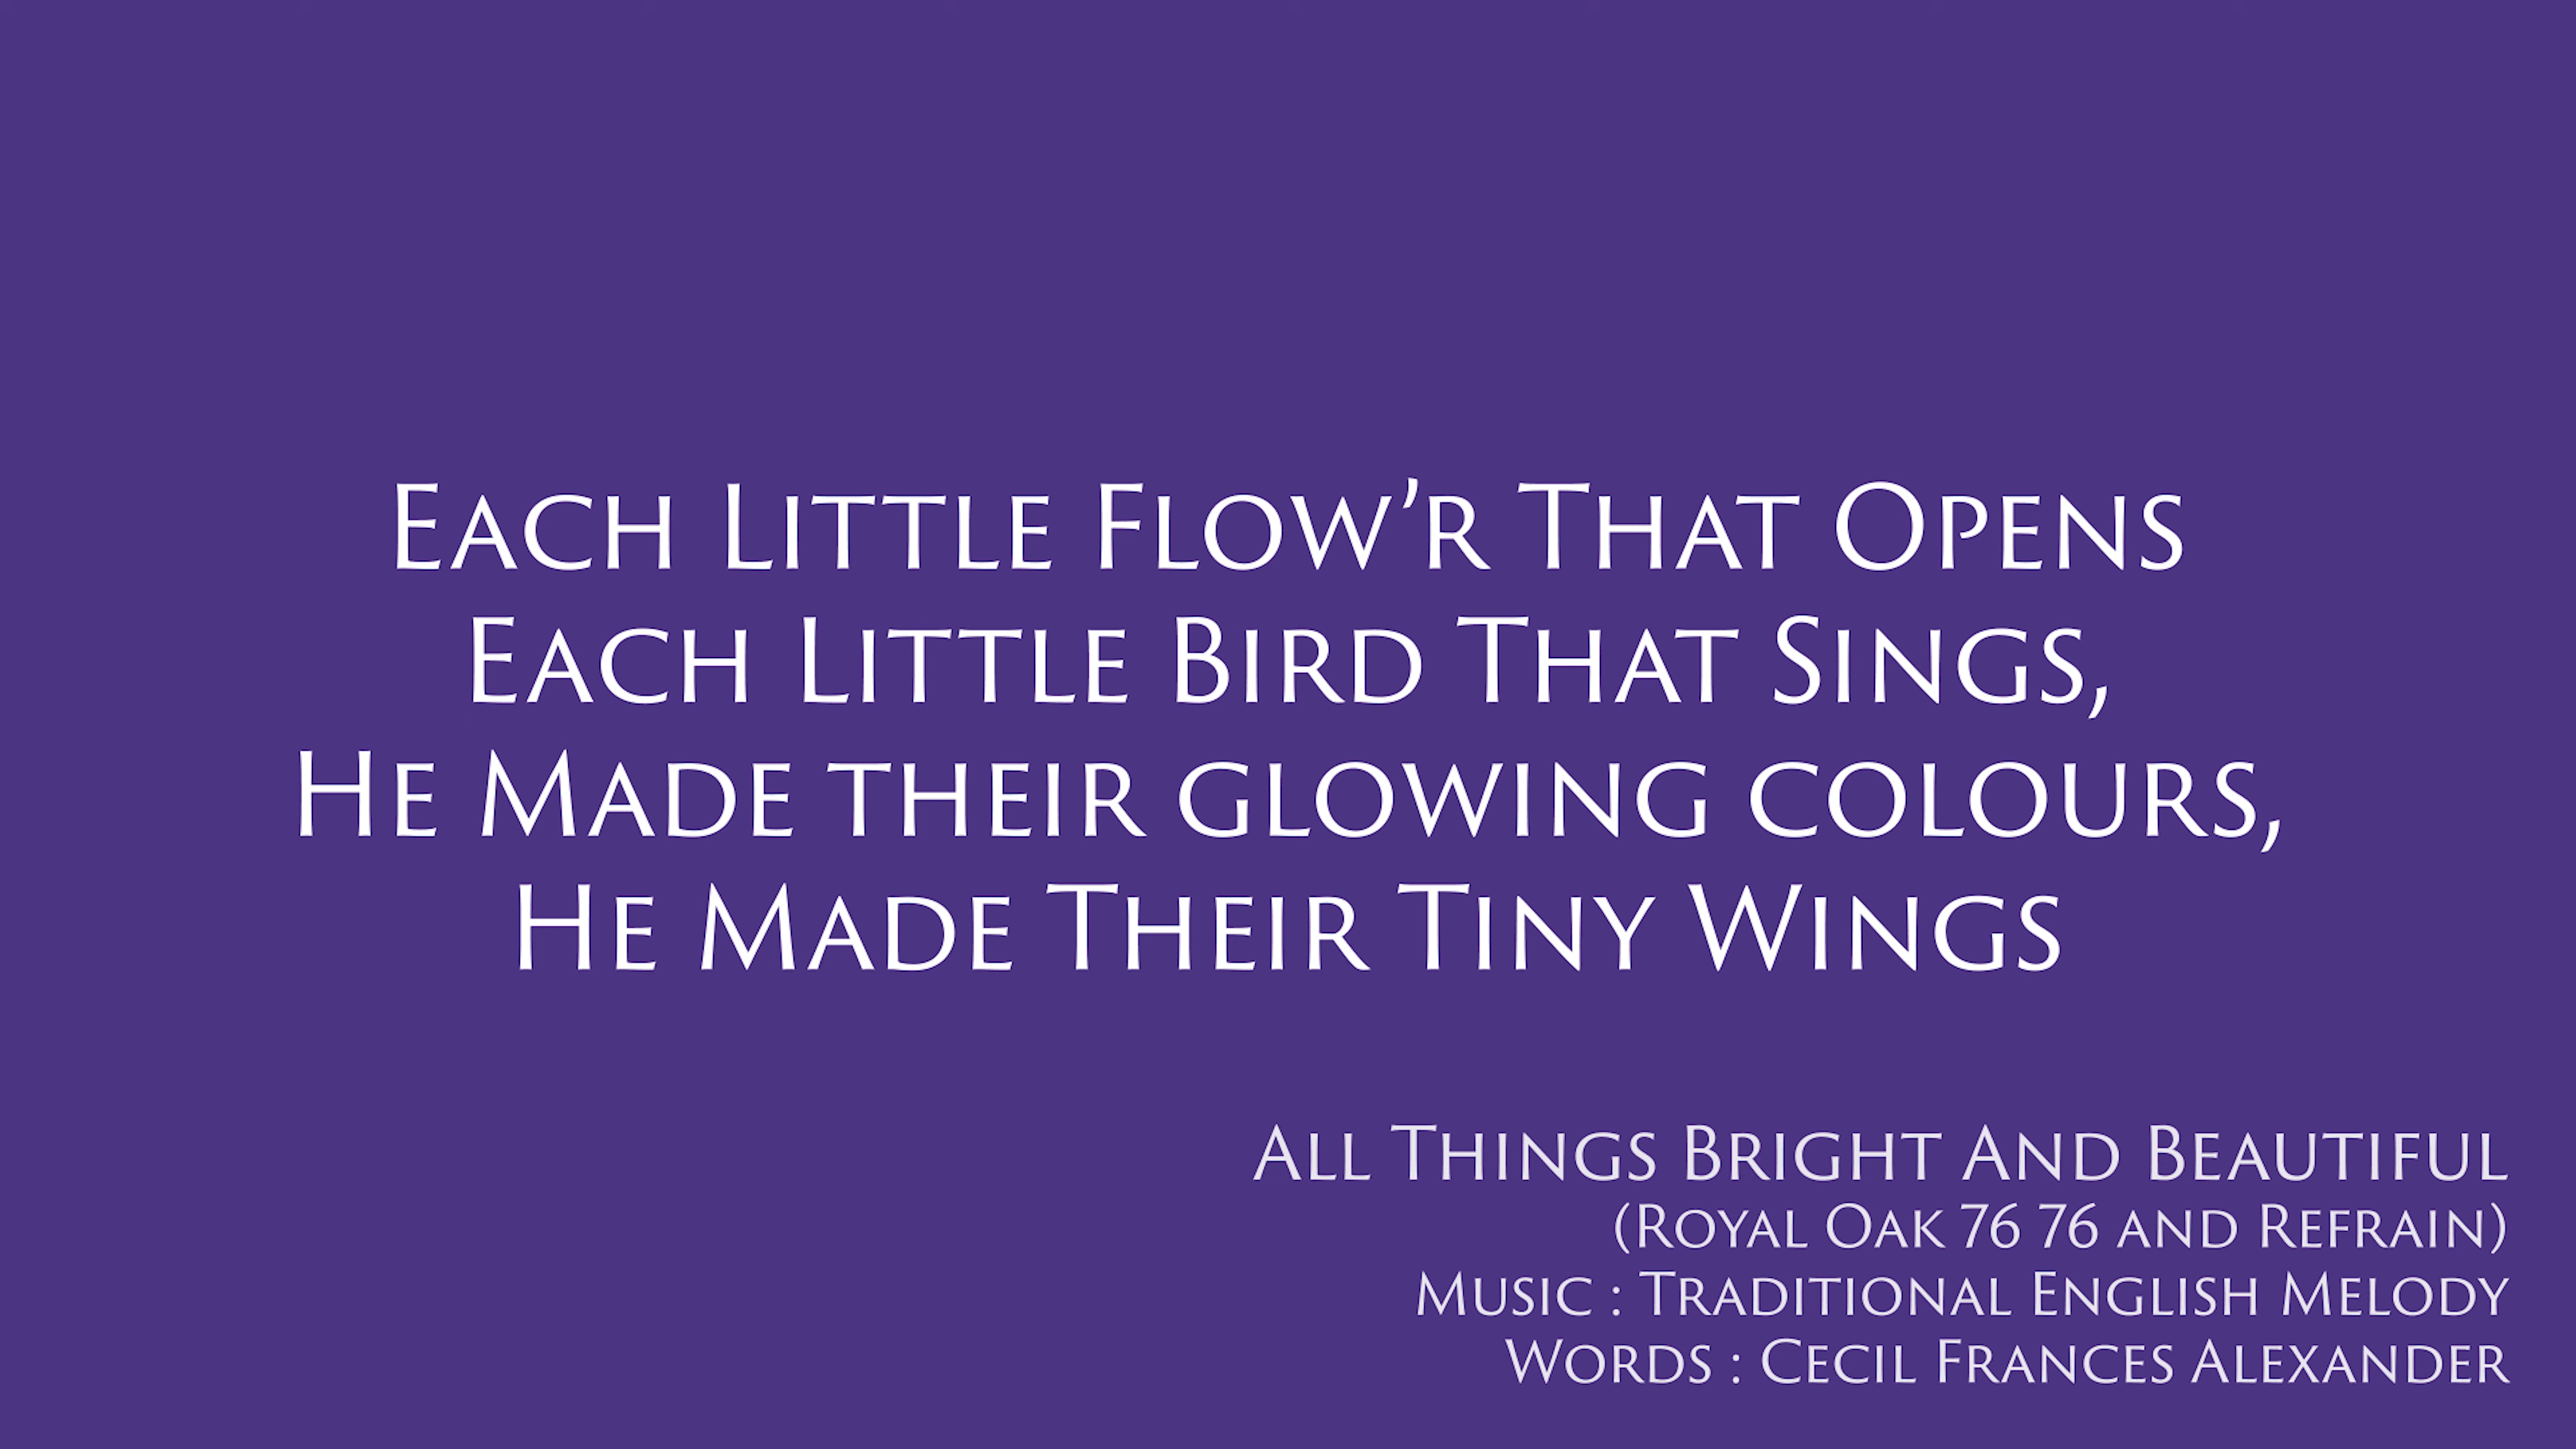 Each Little Flow’r That Opens
Each Little Bird That Sings,
He Made their glowing colours,
He Made Their Tiny Wings
All Things Bright And Beautiful
(Royal Oak 76 76 and Refrain)
Music : Traditional English Melody
Words : Cecil Frances Alexander